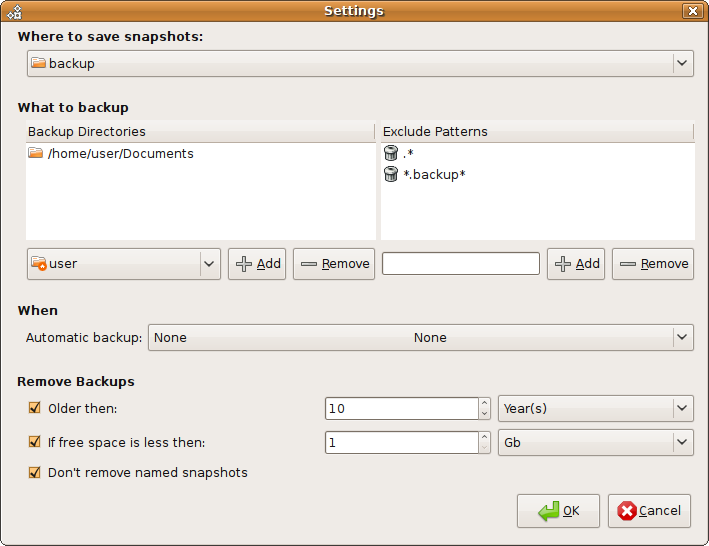 Settings
Where to save snapshots:
backup
What to backup
Backup Directories
Exclude Patterns
/home/user/Documents
.*
*.backup*
user
Add
Remove
Add
Remove
When
Automatic backup: None None
Remove Backups
Older then: 10 Year(s)
If free space is less then: 1 Gb
Don't remove named snapshots
OK
Cancel